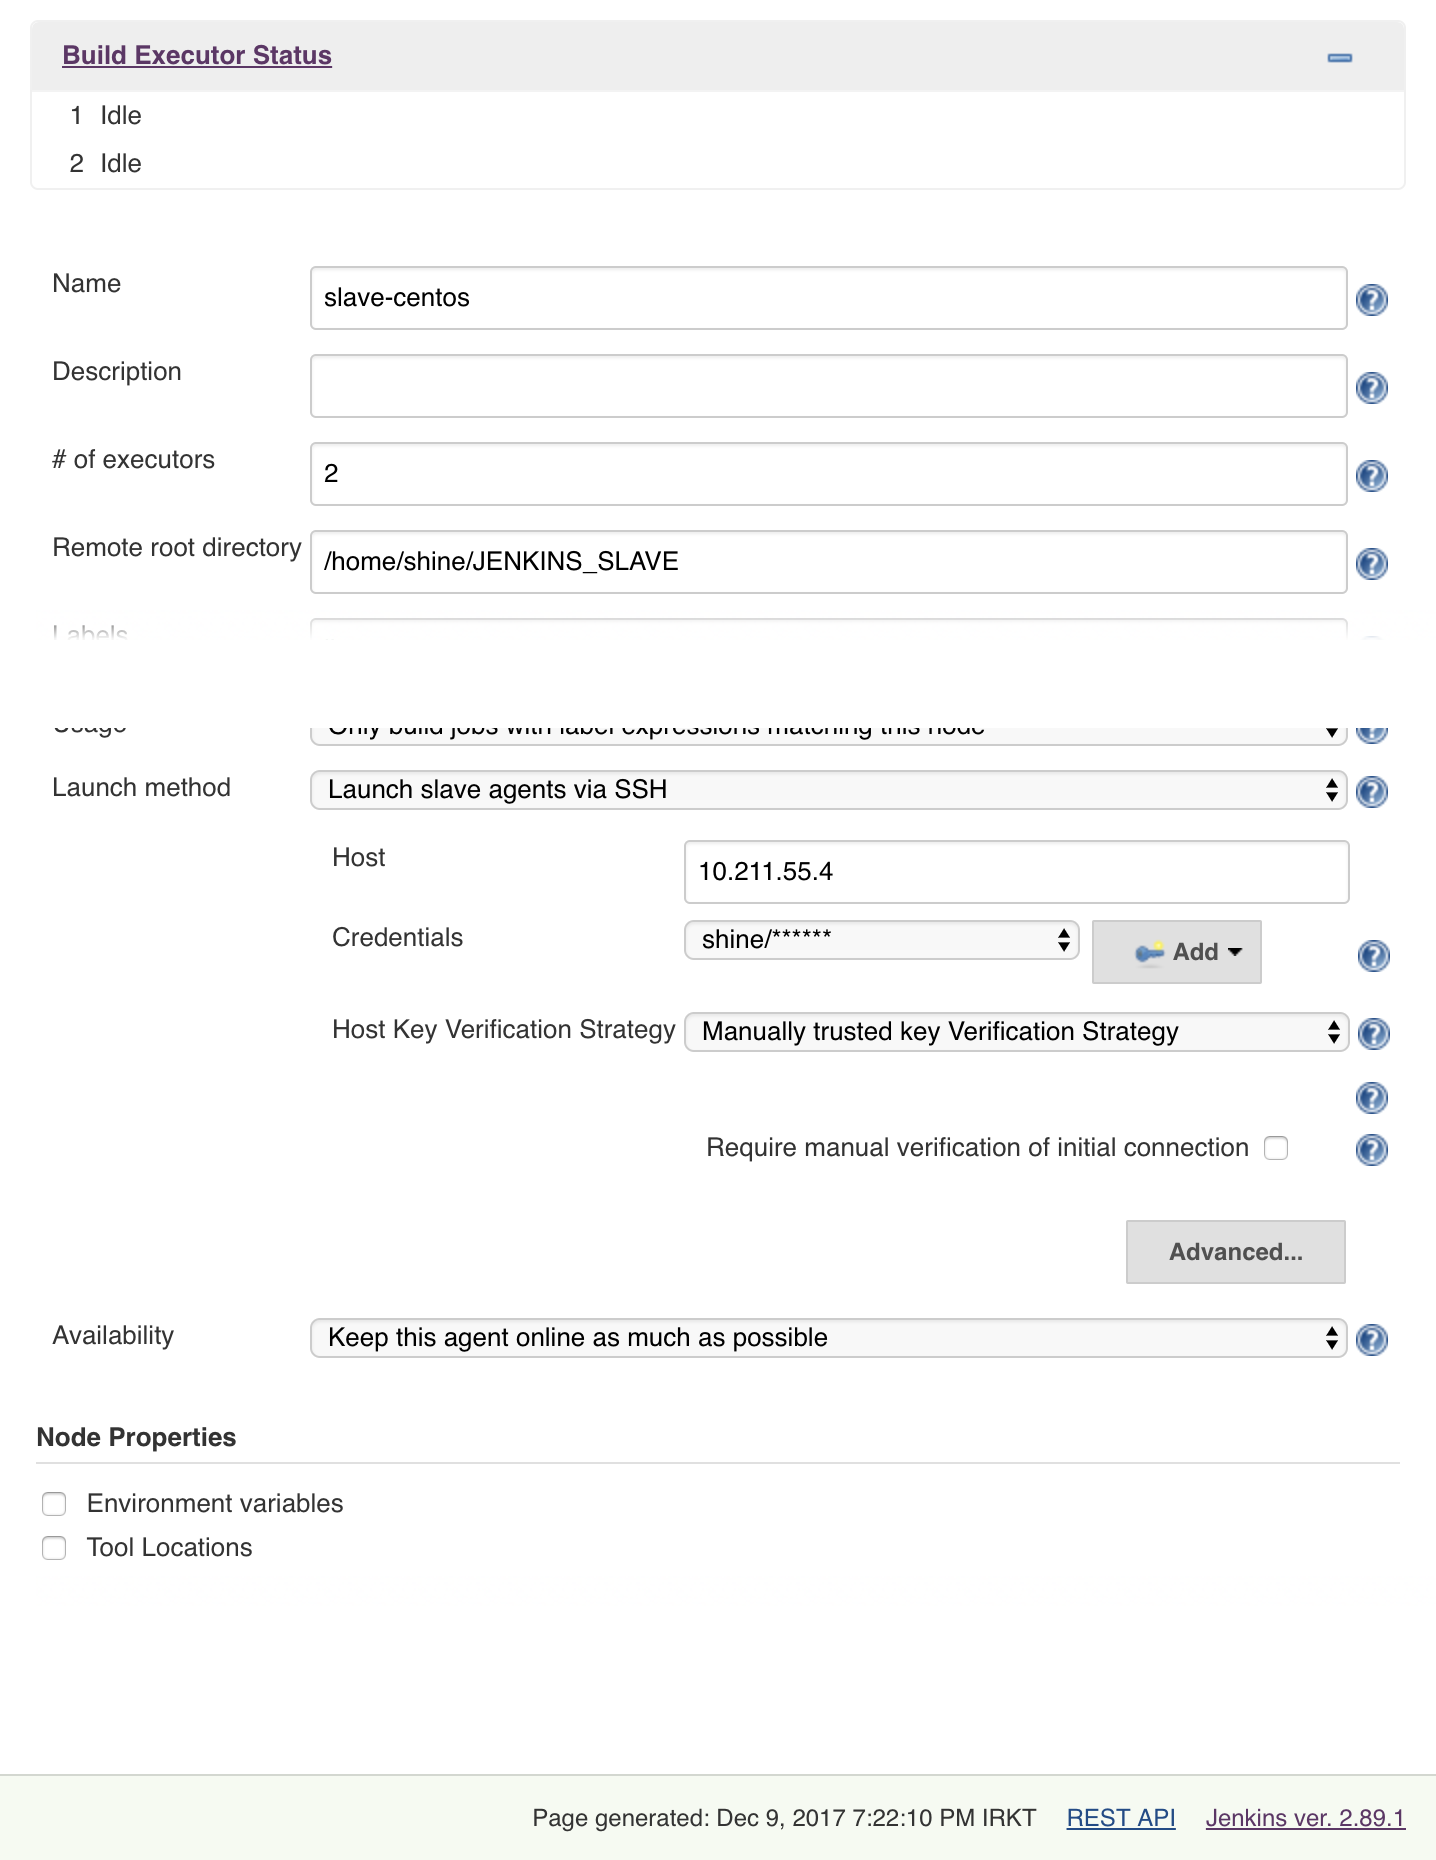 Build Executor Status
1 Idle
2 Idle
Name slave-centos
Description
# of executors 2
Remote root directory /home/shine/JENKINS_SLAVE
Labels
Usage Only build jobs with label expressions matching this node
Launch method Launch slave agents via SSH
Host 10.211.55.4
Credentials shine/****** Add
Host Key Verification Strategy Manually trusted key Verification Strategy
Require manual verification of initial connection
Advanced...
Availability Keep this agent online as much as possible
Node Properties
Environment variables
Tool Locations
Page generated: Dec 9, 2017 7:22:10 PM IRKT REST API Jenkins ver. 2.89.1